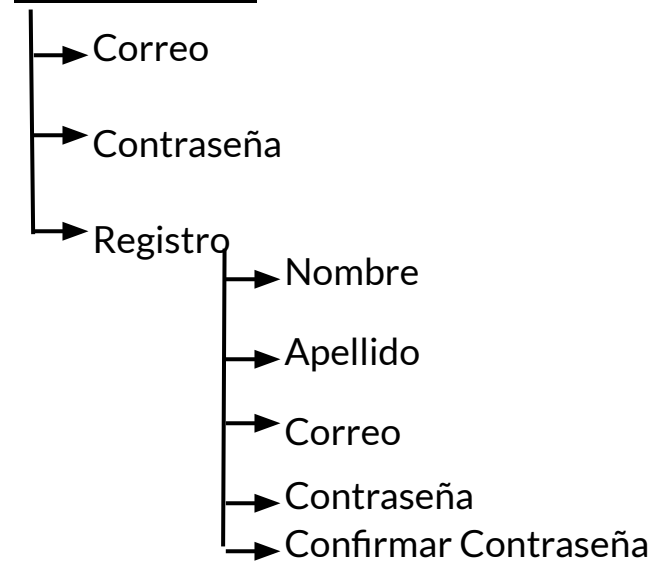 Correo
Contraseña
Registro
Nombre
Apellido
Correo
Contraseña
Confirmar Contraseña